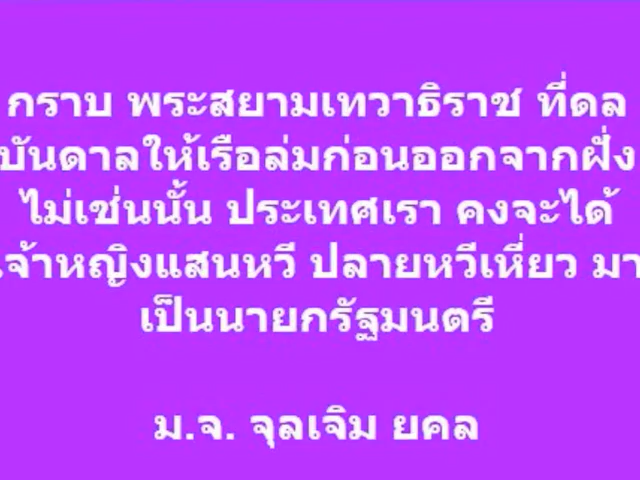 กราบ พระสยามเทวาธิราช ที่ดล
บันดาลให้เรือล่มก่อนออกจากฝั่ง
ไม่เช่นนั้น ประเทศเรา คงจะได้
เจ้าหญิงแสนหวี ปลายหวีเหี่ยว มา
เป็นนายกรัฐมนตรี
ม.จ. จุลเจิม ยุคล